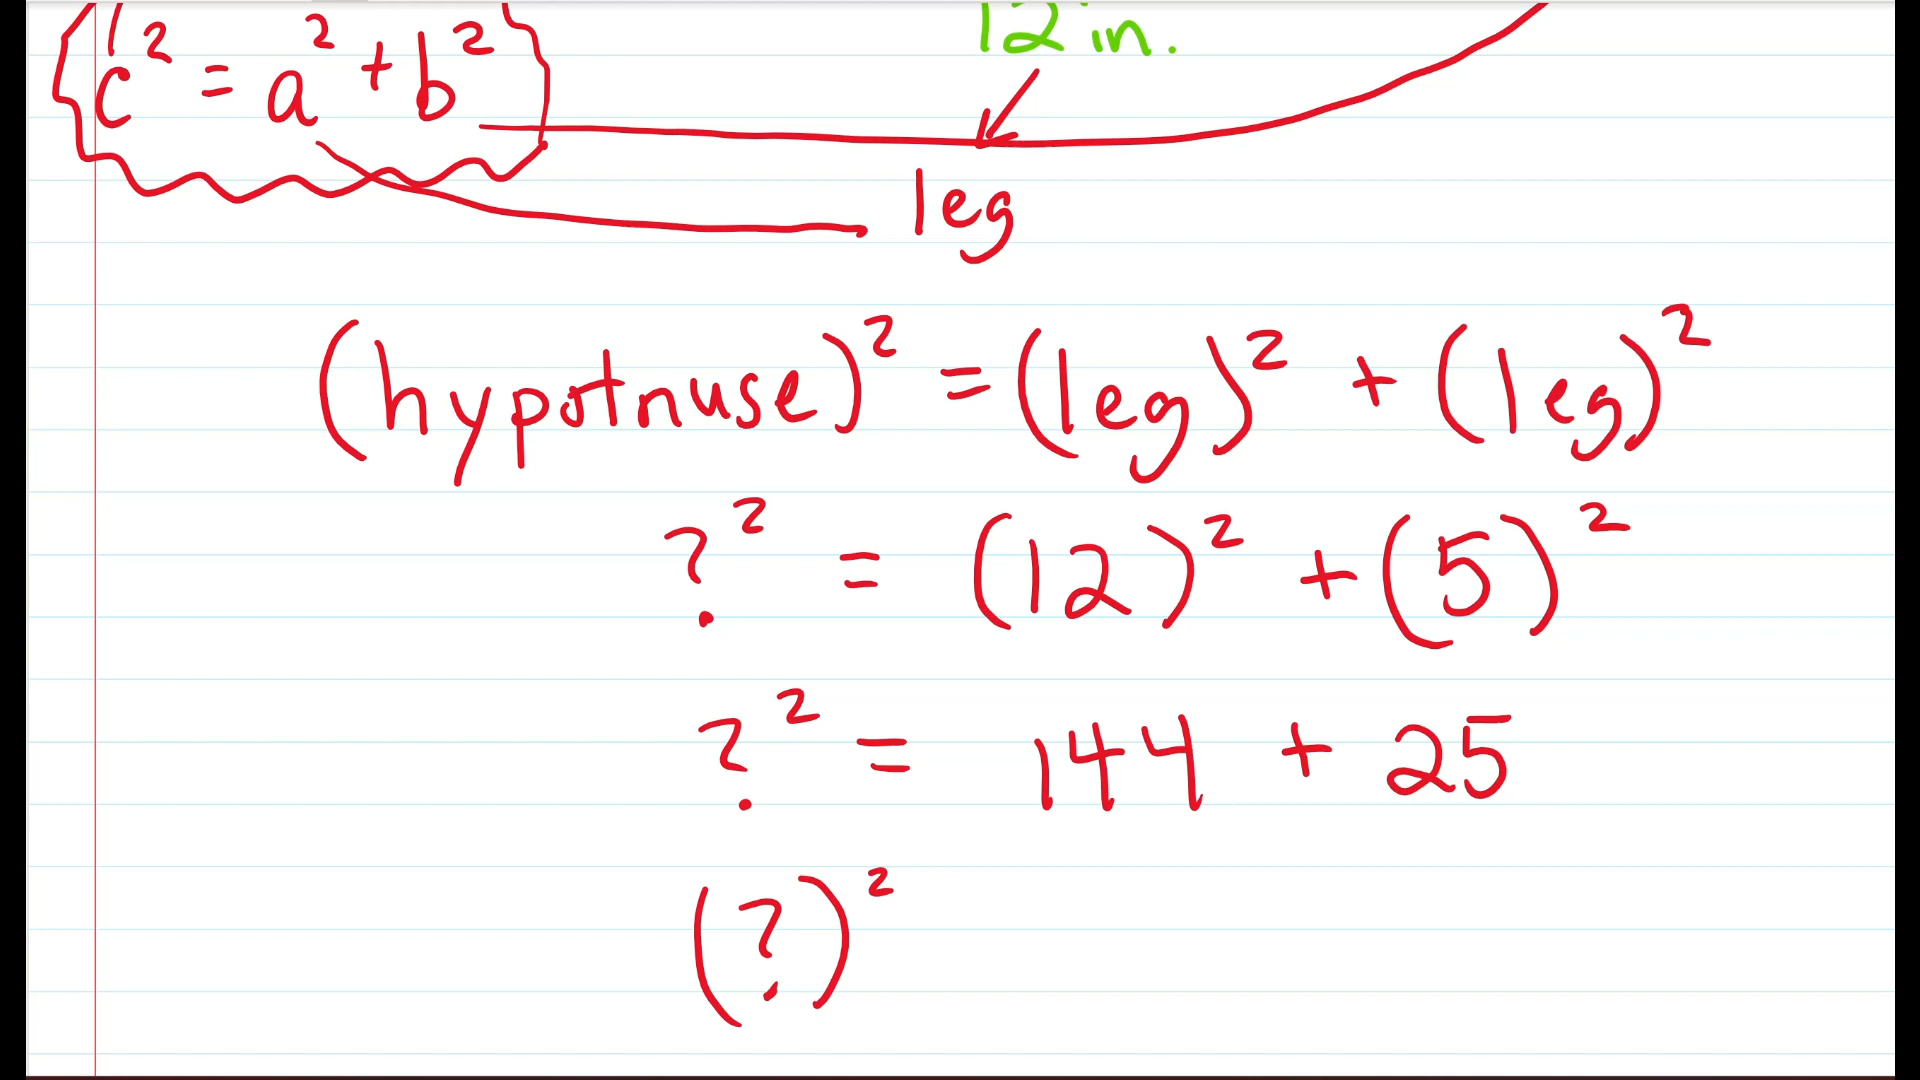 12 in.
c² = a² + b²
leg
(hypotnuse)² = (leg)² + (leg)²
?² = (12)² + (5)²
?² = 144 + 25
(?)²